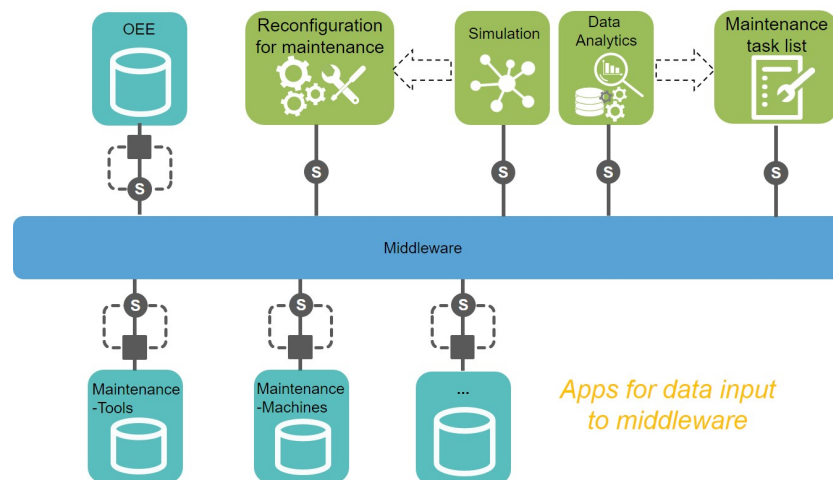 OEE
Reconfiguration
for maintenance
Simulation
Data
Analytics
Maintenance
task list
S
S
S
S
S
Middleware
S
S
S
Maintenance
-Tools
Maintenance
-Machines
...
Apps for data input
to middleware